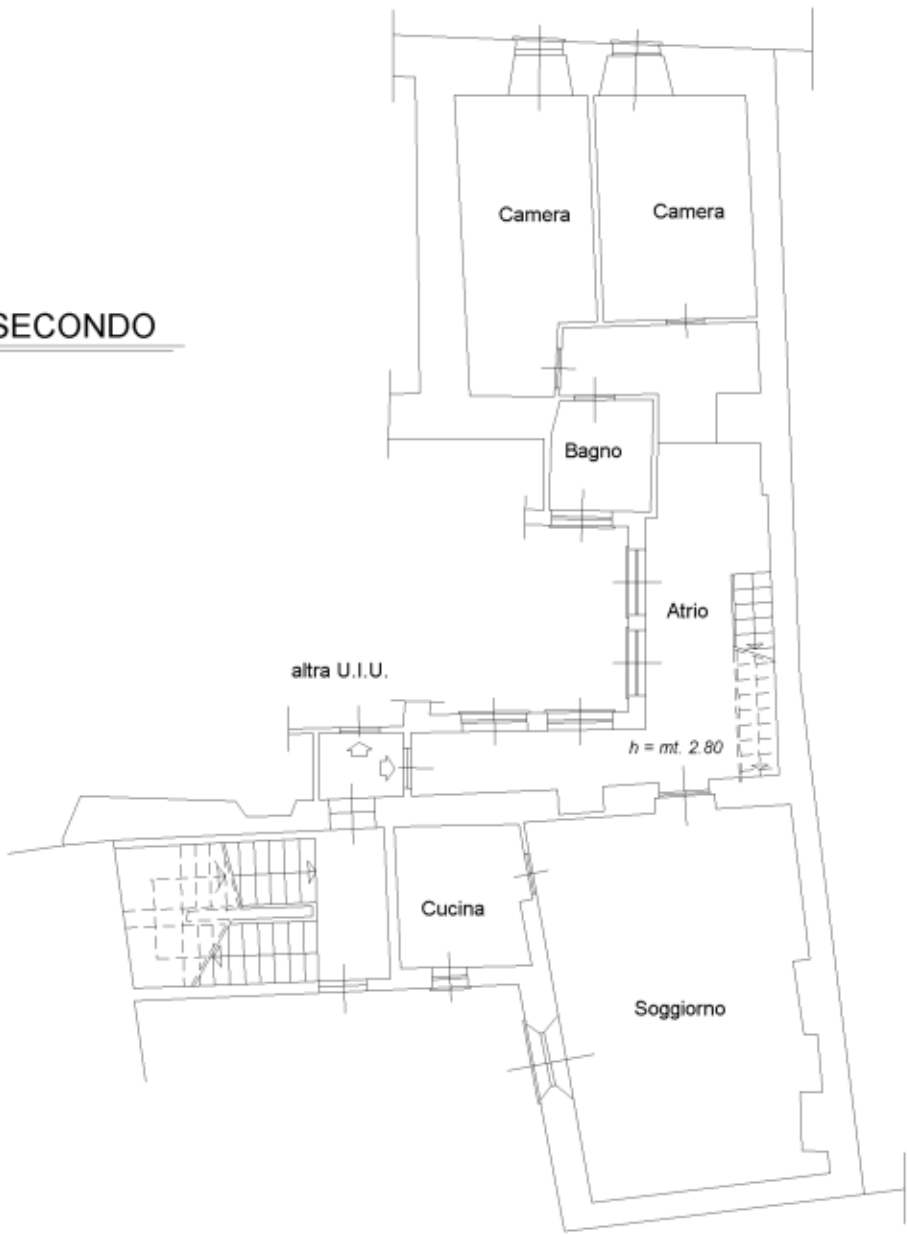 Camera
Camera
SECONDO
Bagno
Atrio
altra U.I.U.
h = mt. 2.80
Cucina
Soggiorno